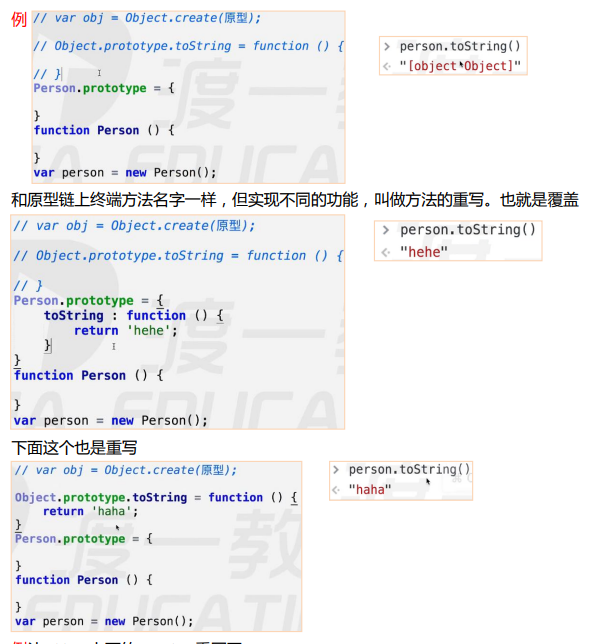 例 // var obj = Object.create(原型);
// Object.prototype.toString = function () {
// }
Person.prototype = {
}
function Person () {
}
var person = new Person();
> person.toString()
< "[object Object]"
和原型链上终端方法名字一样，但实现不同的功能，叫做方法的重写。也就是覆盖
// var obj = Object.create(原型);
// Object.prototype.toString = function () {
// }
Person.prototype = {
toString : function () {
return 'hehe';
}
}
function Person () {
}
var person = new Person();
> person.toString()
< "hehe"
下面这个也是重写
// var obj = Object.create(原型);
Object.prototype.toString = function () {
return 'haha';
}
Person.prototype = {
}
function Person () {
}
var person = new Person();
> person.toString()
< "haha"